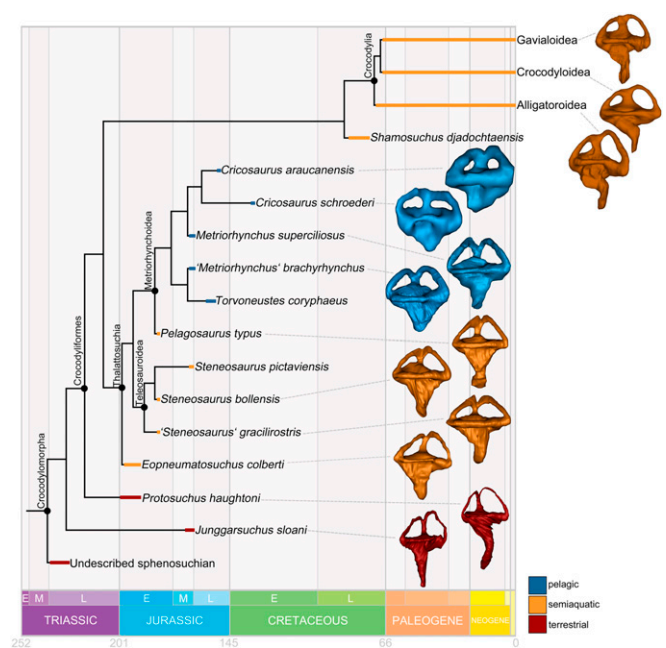 Crocodylia
Gavialoidea
Crocodyloidea
Alligatoroidea
Shamosuchus djadochtaensis
Cricosaurus araucanensis
Cricosaurus schroederi
Metriorhynchoidea
Metriorhynchus superciliosus
'Metriorhynchus' brachyrhynchus
Torvoneustes coryphaeus
Crocodyliformes
Thalattosuchia
Pelagosaurus typus
Teleosauroidea
Steneosaurus pictaviensis
Steneosaurus bollensis
'Steneosaurus' gracilirostris
Eopneumatosuchus colberti
Crocodylomorpha
Protosuchus haughtoni
Junggarsuchus sloani
Undescribed sphenosuchian
pelagic
semiaquatic
terrestrial
E M L E M L E L
TRIASSIC JURASSIC CRETACEOUS PALEOGENE NEOGENE
252 201 145 66 0